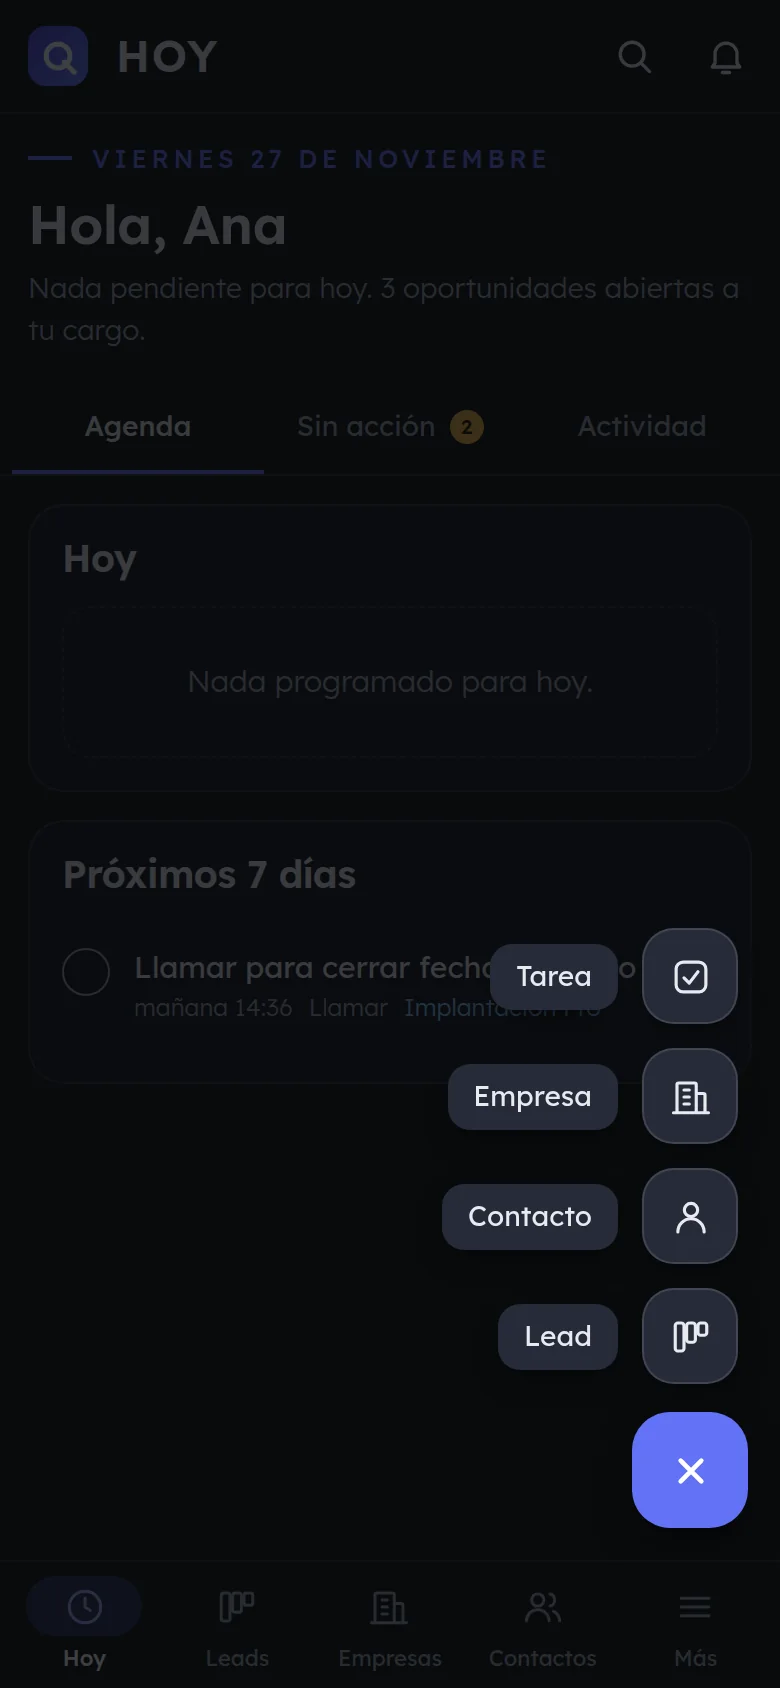 HOY
VIERNES 27 DE NOVIEMBRE
Hola, Ana
Nada pendiente para hoy. 3 oportunidades abiertas a
tu cargo.
Agenda
Sin acción 2
Actividad
Hoy
Nada programado para hoy.
Próximos 7 días
Llamar para cerrar fech
mañana 14:36 Llamar Implantación Pro
Tarea
Empresa
Contacto
Lead
Hoy
Leads
Empresas
Contactos
Más